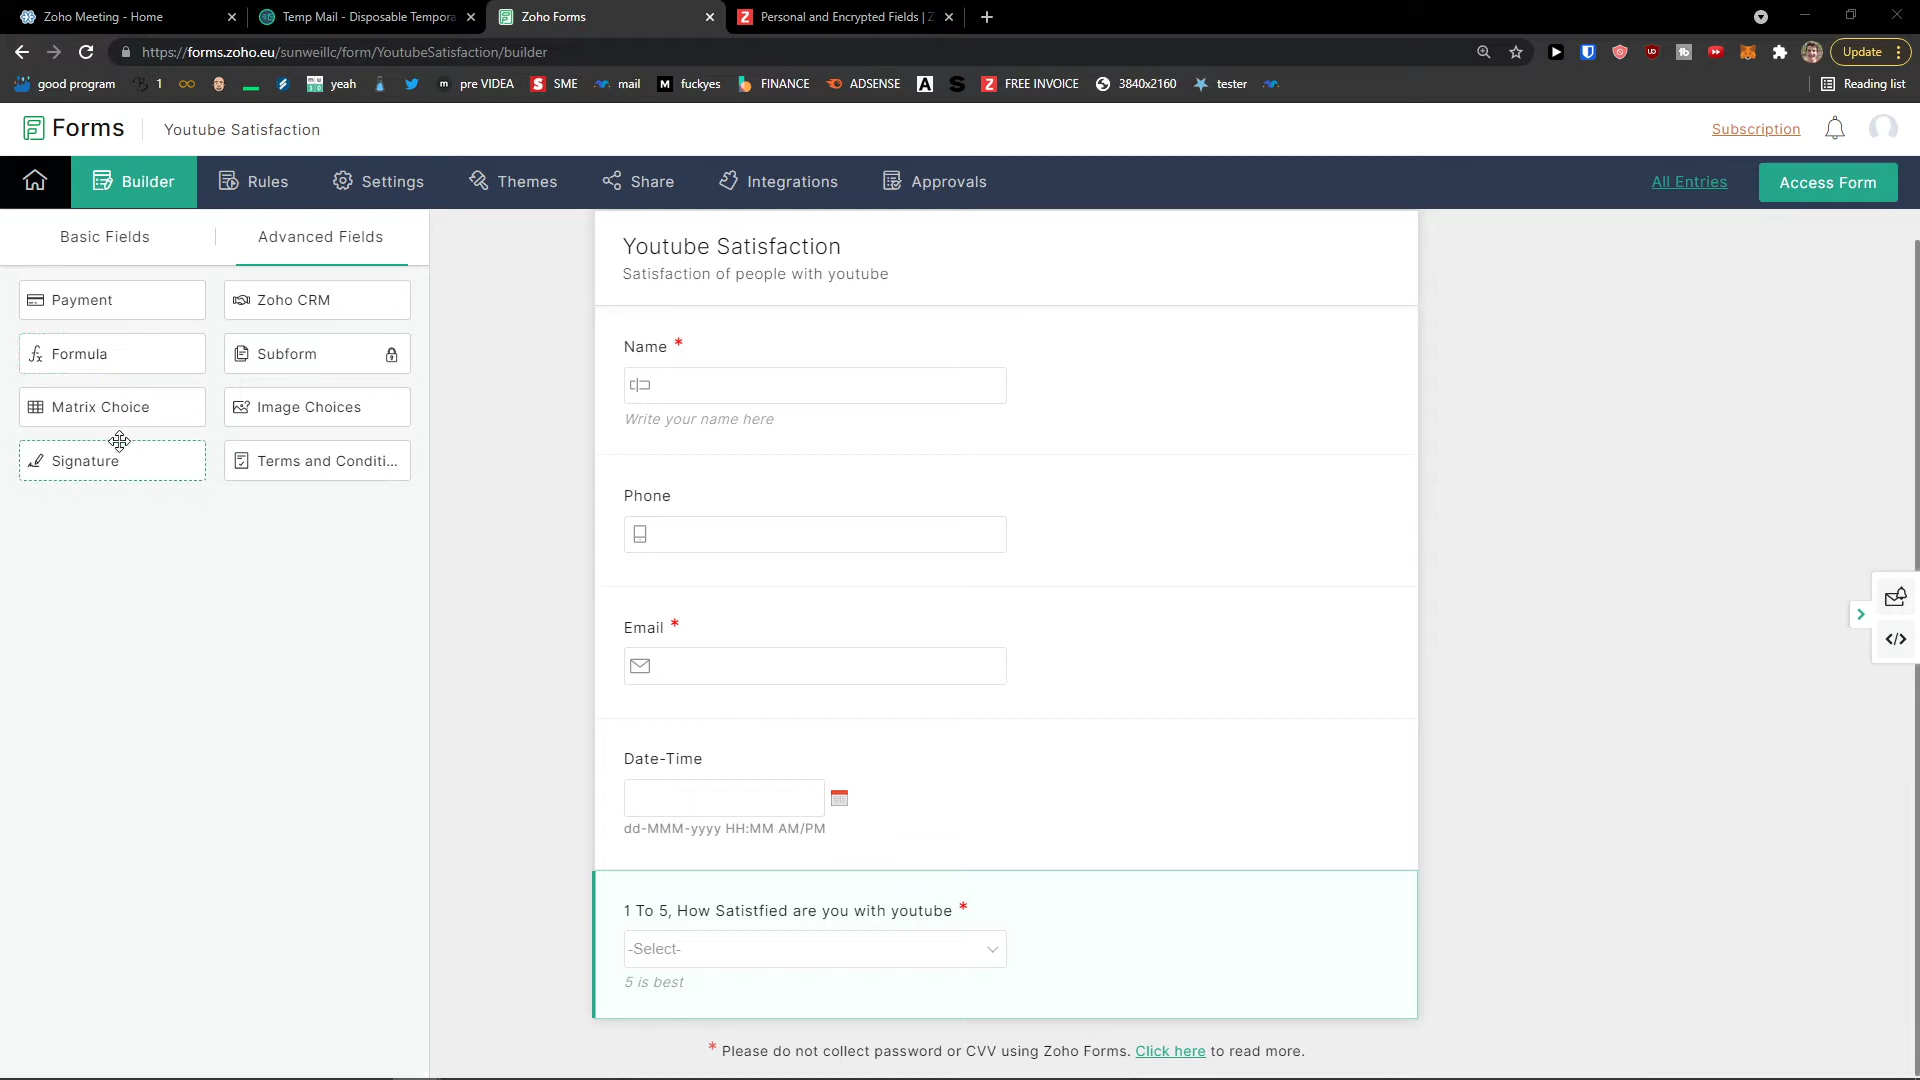 Zoho Meeting - Home
Temp Mail - Disposable Tempora
Zoho Forms
Personal and Encrypted Fields | Z
https://forms.zoho.eu/sunweillc/form/YoutubeSatisfaction/builder
Update
good program
1
yeah
pre VIDEA
SME
mail
fuckyes
FINANCE
ADSENSE
FREE INVOICE
3840x2160
tester
Reading list
Forms
Youtube Satisfaction
Subscription
Builder
Rules
Settings
Themes
Share
Integrations
Approvals
All Entries
Access Form
Basic Fields
Advanced Fields
Payment
Zoho CRM
Formula
Subform
Matrix Choice
Image Choices
Signature
Terms and Conditi...
Youtube Satisfaction
Satisfaction of people with youtube
Name *
Write your name here
Phone
Email *
Date-Time
dd-MMM-yyyy HH:MM AM/PM
1 To 5, How Satistfied are you with youtube *
-Select-
5 is best
* Please do not collect password or CVV using Zoho Forms. Click here to read more.